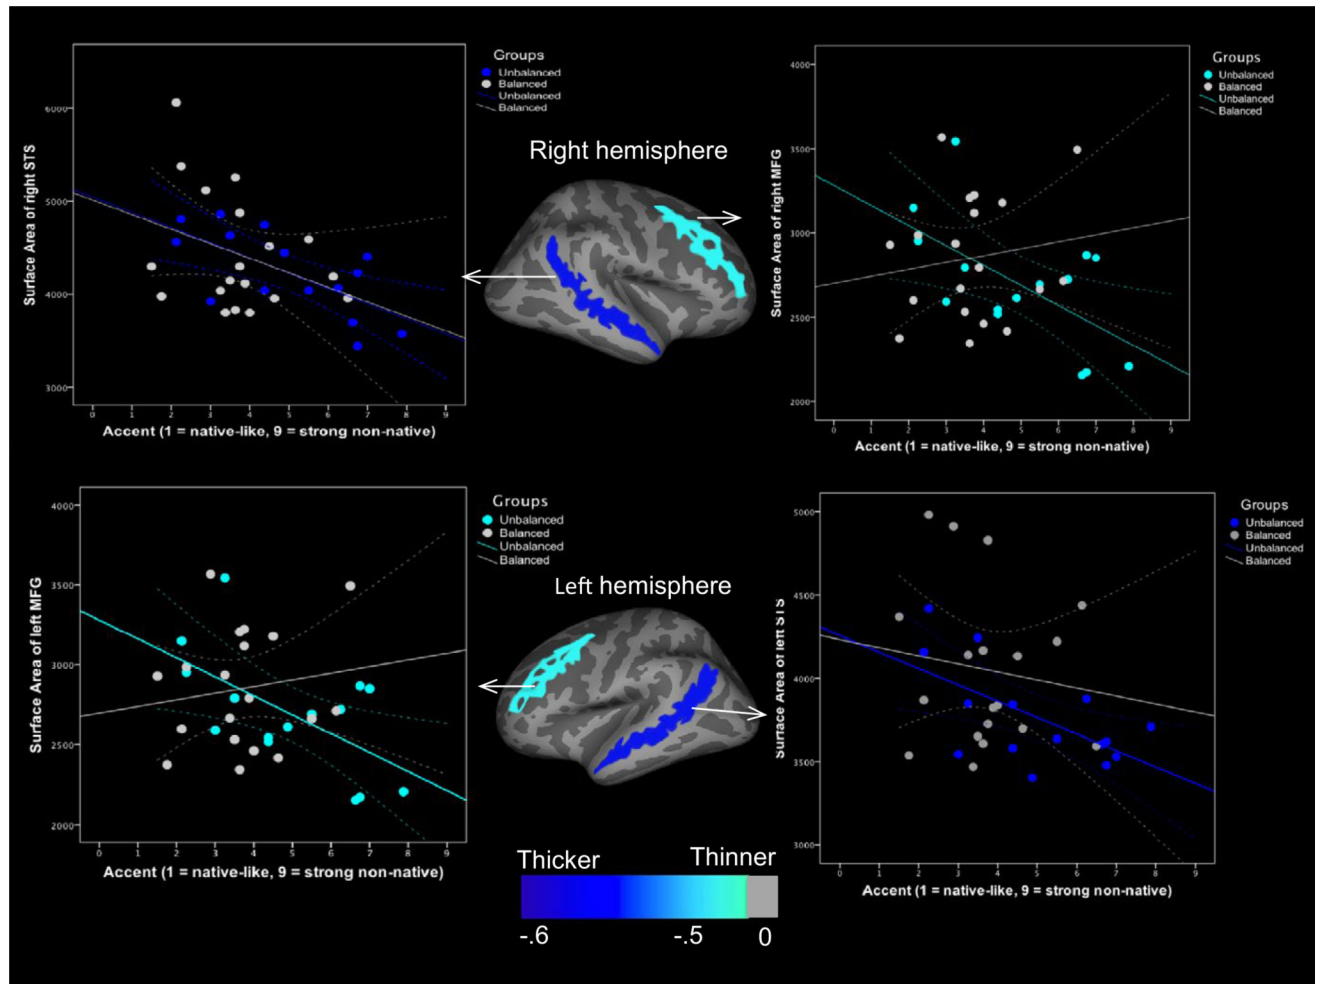 Groups
Unbalanced
Balanced
Unbalanced
Balanced
Surface Area of right STS
6000
5000
4000
3000
0 1 2 3 4 5 6 7 8 9
Accent (1 = native-like, 9 = strong non-native)
Right hemisphere
Groups
Unbalanced
Balanced
Unbalanced
Balanced
Surface Area of right MFG
4000
3500
3000
2500
2000
0 1 2 3 4 5 6 7 8 9
Accent (1 = native-like, 9 = strong non-native)
Groups
Unbalanced
Balanced
Unbalanced
Balanced
Surface Area of left MFG
4000
3500
3000
2500
2000
0 1 2 3 4 5 6 7 8 9
Accent (1 = native-like, 9 = strong non-native)
Left hemisphere
Groups
Unbalanced
Balanced
Unbalanced
Balanced
Surface Area of left STS
5000
4500
4000
3500
3000
0 1 2 3 4 5 6 7 8 9
Accent (1 = native-like, 9 = strong non-native)
Thicker Thinner
-.6 -.5 0